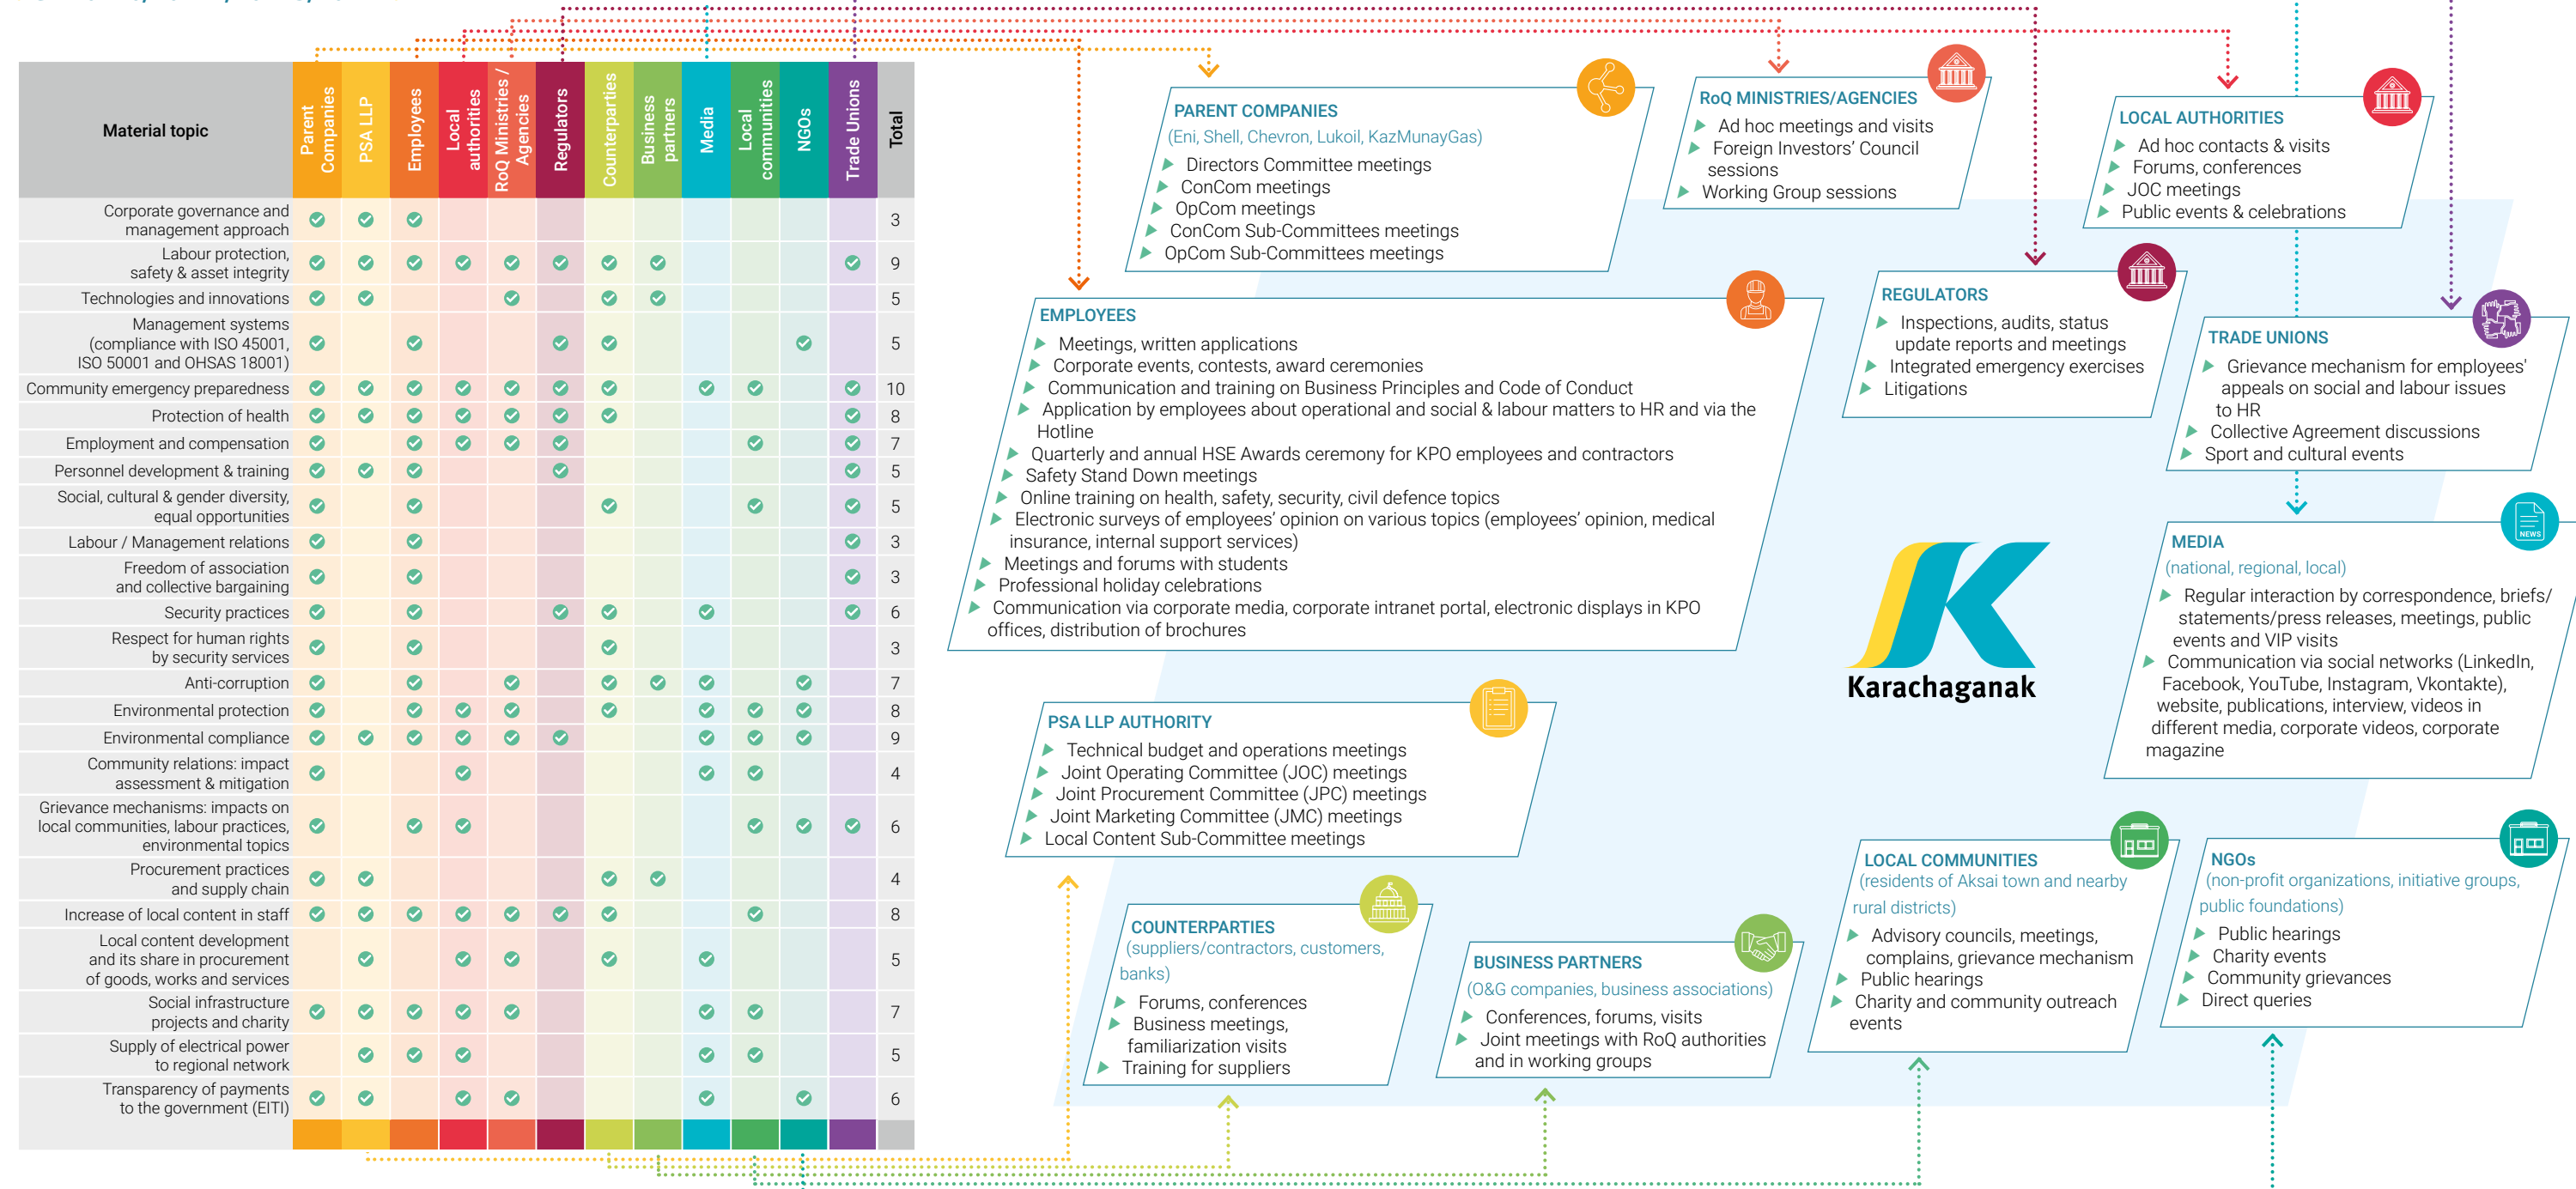 Material topic
Parent
Companies
PSA LLP
Employees
Local
authorities
RoQ Ministries /
Agencies
Regulators
Counterparties
Business
partners
Media
Local
communities
NGOs
Trade Unions
Total
Corporate governance and
management approach
3
Labour protection,
safety & asset integrity
9
Technologies and innovations
5
Management systems
(compliance with ISO 45001,
ISO 50001 and OHSAS 18001)
5
Community emergency preparedness
10
Protection of health
8
Employment and compensation
7
Personnel development & training
5
Social, cultural & gender diversity,
equal opportunities
5
Labour / Management relations
3
Freedom of association
and collective bargaining
3
Security practices
6
Respect for human rights
by security services
3
Anti-corruption
7
Environmental protection
8
Environmental compliance
9
Community relations: impact
assessment & mitigation
4
Grievance mechanisms: impacts on
local communities, labour practices,
environmental topics
6
Procurement practices
and supply chain
4
Increase of local content in staff
8
Local content development
and its share in procurement
of goods, works and services
5
Social infrastructure
projects and charity
7
Supply of electrical power
to regional network
5
Transparency of payments
to the government (EITI)
6
PARENT COMPANIES
(Eni, Shell, Chevron, Lukoil, KazMunayGas)
Directors Committee meetings
ConCom meetings
OpCom meetings
ConCom Sub-Committees meetings
OpCom Sub-Committees meetings
RoQ MINISTRIES/AGENCIES
Ad hoc meetings and visits
Foreign Investors' Council
sessions
Working Group sessions
LOCAL AUTHORITIES
Ad hoc contacts & visits
Forums, conferences
JOC meetings
Public events & celebrations
EMPLOYEES
Meetings, written applications
Corporate events, contests, award ceremonies
Communication and training on Business Principles and Code of Conduct
Application by employees about operational and social & labour matters to HR and via the
Hotline
Quarterly and annual HSE Awards ceremony for KPO employees and contractors
Safety Stand Down meetings
Online training on health, safety, security, civil defence topics
Electronic surveys of employees' opinion on various topics (employees' opinion, medical
insurance, internal support services)
Meetings and forums with students
Professional holiday celebrations
Communication via corporate media, corporate intranet portal, electronic displays in KPO
offices, distribution of brochures
REGULATORS
Inspections, audits, status
update reports and meetings
Integrated emergency exercises
Litigations
TRADE UNIONS
Grievance mechanism for employees'
appeals on social and labour issues
to HR
Collective Agreement discussions
Sport and cultural events
Karachaganak
NEWS
MEDIA
(national, regional, local)
Regular interaction by correspondence, briefs/
statements/press releases, meetings, public
events and VIP visits
Communication via social networks (LinkedIn,
Facebook, YouTube, Instagram, Vkontakte),
website, publications, interview, videos in
different media, corporate videos, corporate
magazine
PSA LLP AUTHORITY
Technical budget and operations meetings
Joint Operating Committee (JOC) meetings
Joint Procurement Committee (JPC) meetings
Joint Marketing Committee (JMC) meetings
Local Content Sub-Committee meetings
COUNTERPARTIES
(suppliers/contractors, customers,
banks)
Forums, conferences
Business meetings,
familiarization visits
Training for suppliers
BUSINESS PARTNERS
(O&G companies, business associations)
Conferences, forums, visits
Joint meetings with RoQ authorities
and in working groups
LOCAL COMMUNITIES
(residents of Aksai town and nearby
rural districts)
Advisory councils, meetings,
complains, grievance mechanism
Public hearings
Charity and community outreach
events
NGOs
(non-profit organizations, initiative groups,
public foundations)
Public hearings
Charity events
Community grievances
Direct queries